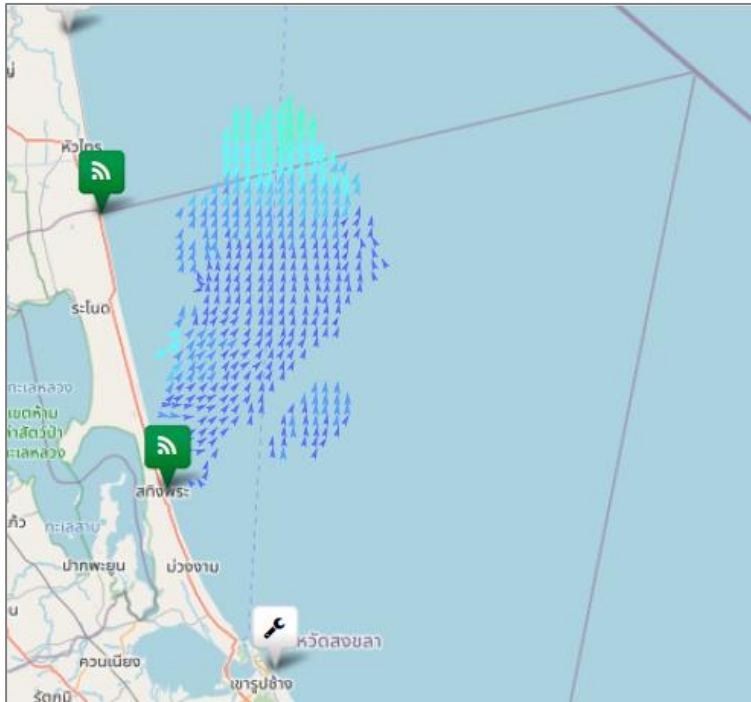 หัวไทร
ระโนด
ทะเลหลวง
เขตห้าม
ล่าสัตว์ป่า
ทะเลหลวง
สทิงพระ
ทะเลสาบ
ปากพะยูน
ม่วงงาม
หวัดสงขลา
ควนเนียง
เขารูปช้าง
รัตภูมิ